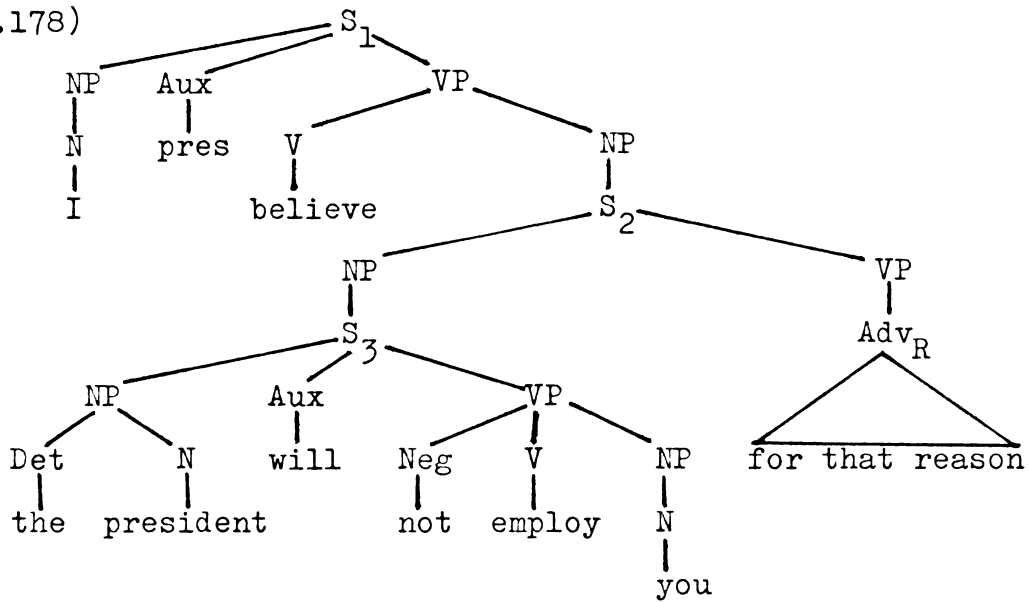 .178)
S1
NP Aux VP
N pres V NP
I believe S2
NP VP
S3 AdvR
NP Aux VP
Det N will Neg V NP for that reason
the president not employ N
you